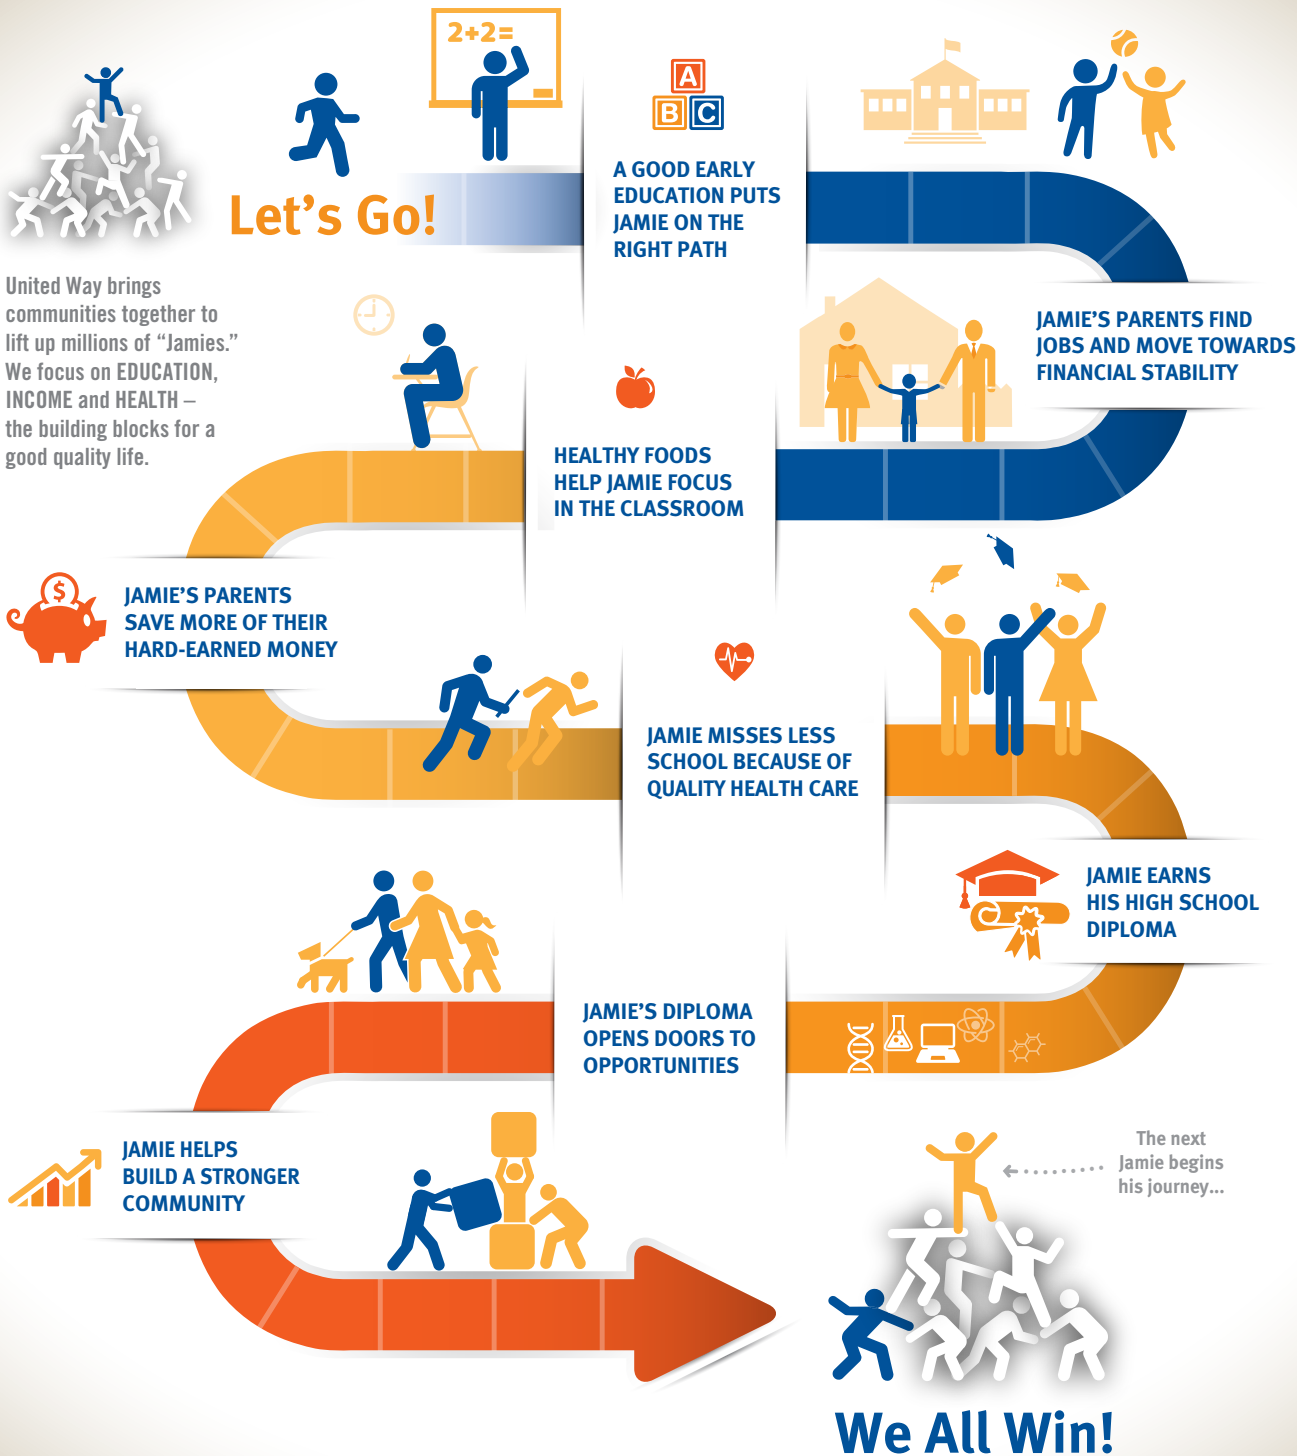 2+2=
A
B C
Let's Go!
A GOOD EARLY
EDUCATION PUTS
JAMIE ON THE
RIGHT PATH
United Way brings
communities together to
lift up millions of “Jamies.”
We focus on EDUCATION,
INCOME and HEALTH –
the building blocks for a
good quality life.
JAMIE’S PARENTS FIND
JOBS AND MOVE TOWARDS
FINANCIAL STABILITY
HEALTHY FOODS
HELP JAMIE FOCUS
IN THE CLASSROOM
$
JAMIE’S PARENTS
SAVE MORE OF THEIR
HARD-EARNED MONEY
JAMIE MISSES LESS
SCHOOL BECAUSE OF
QUALITY HEALTH CARE
JAMIE EARNS
HIS HIGH SCHOOL
DIPLOMA
JAMIE’S DIPLOMA
OPENS DOORS TO
OPPORTUNITIES
JAMIE HELPS
BUILD A STRONGER
COMMUNITY
The next
Jamie begins
his journey...
We All Win!